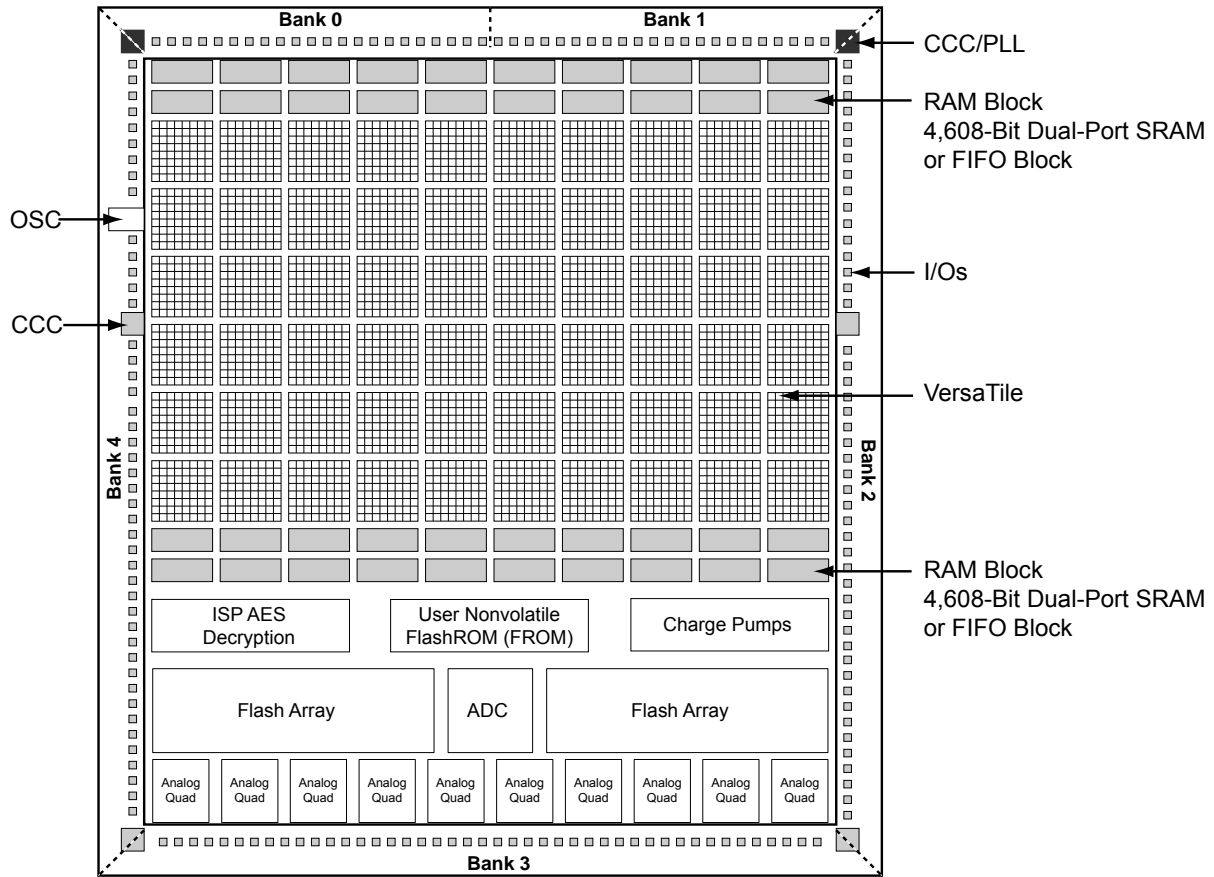 Bank 0
Bank 1
CCC/PLL
RAM Block
4,608-Bit Dual-Port SRAM
or FIFO Block
OSC
I/Os
CCC
VersaTile
Bank 4
Bank 2
RAM Block
4,608-Bit Dual-Port SRAM
or FIFO Block
ISP AES
Decryption
User Nonvolatile
FlashROM (FROM)
Charge Pumps
Flash Array
ADC
Flash Array
Analog
Quad
Analog
Quad
Analog
Quad
Analog
Quad
Analog
Quad
Analog
Quad
Analog
Quad
Analog
Quad
Analog
Quad
Analog
Quad
Bank 3